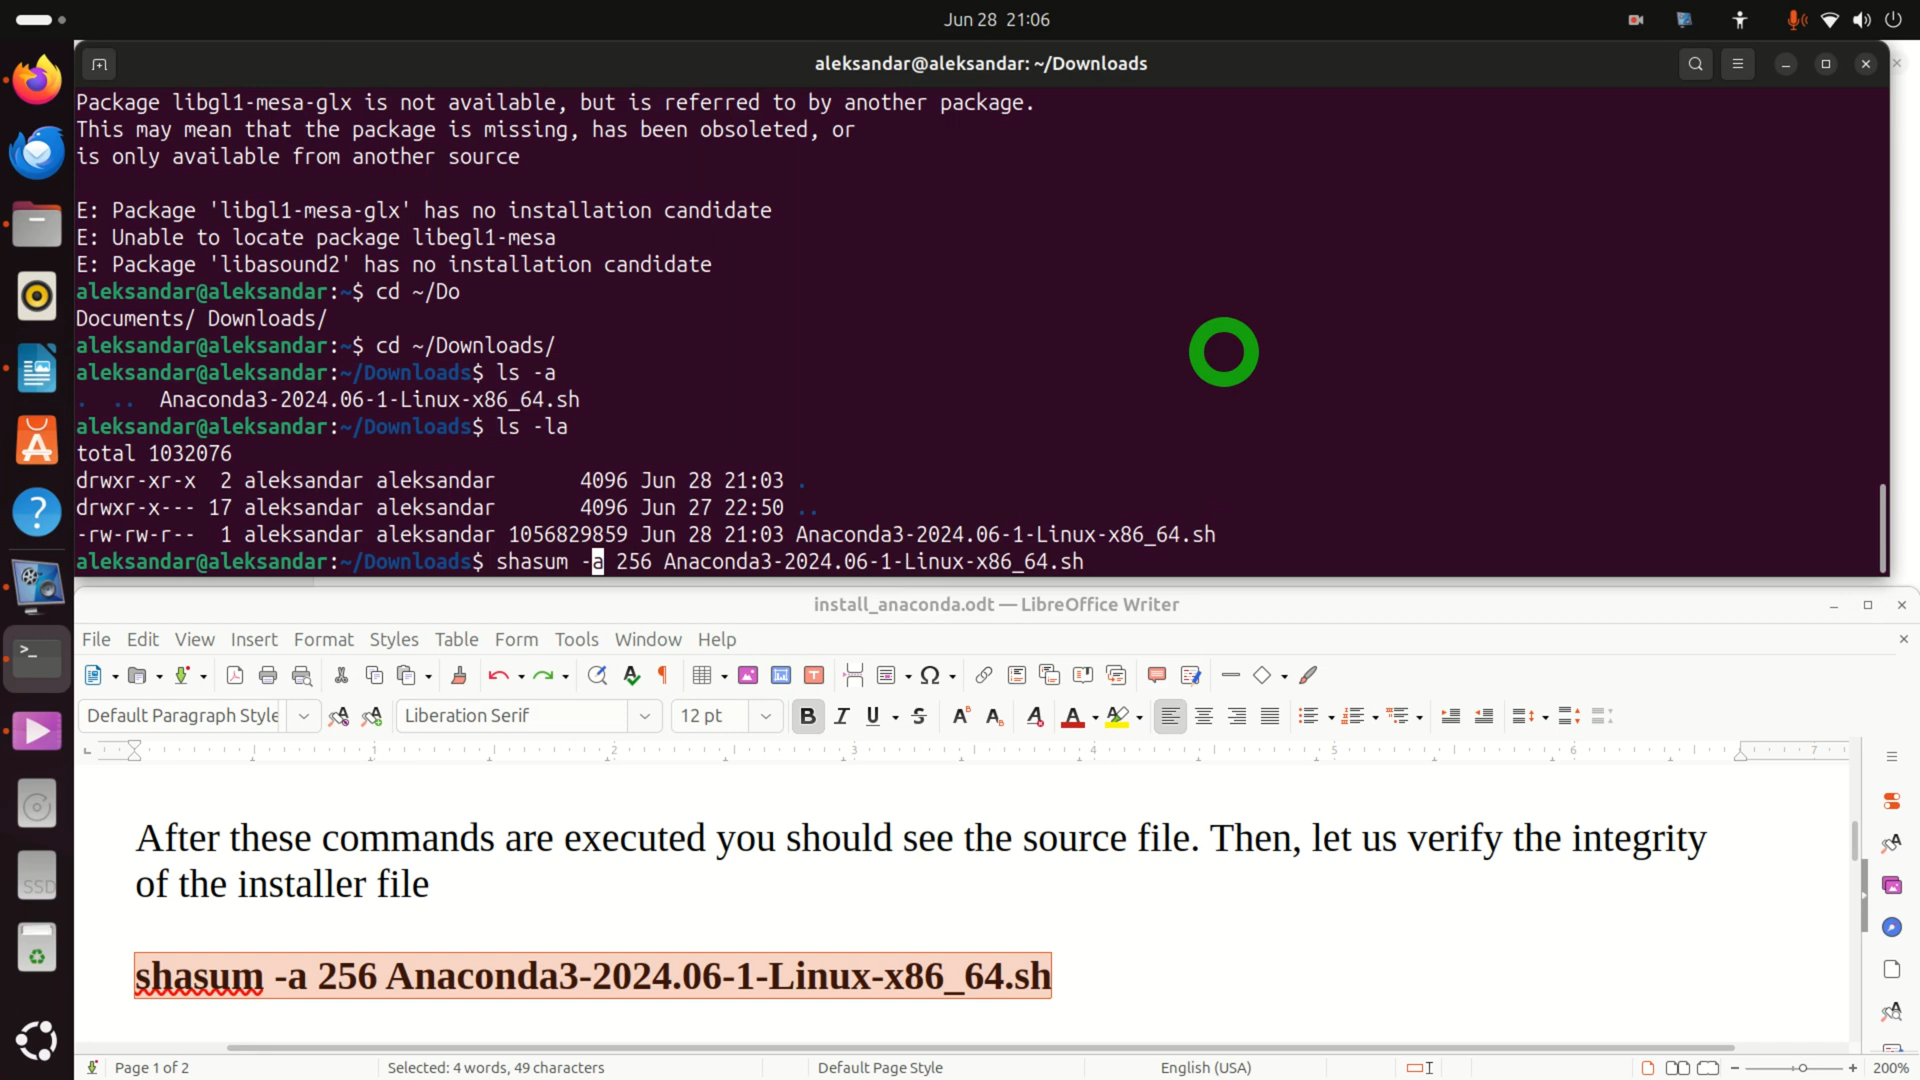 Jun 28 21:06
aleksandar@aleksandar: ~/Downloads
Package libgl1-mesa-glx is not available, but is referred to by another package.
This may mean that the package is missing, has been obsoleted, or
is only available from another source
E: Package 'libgl1-mesa-glx' has no installation candidate
E: Unable to locate package libegl1-mesa
E: Package 'libasound2' has no installation candidate
aleksandar@aleksandar:~$ cd ~/Do
Documents/ Downloads/
aleksandar@aleksandar:~$ cd ~/Downloads/
aleksandar@aleksandar:~/Downloads$ ls -a
. .. Anaconda3-2024.06-1-Linux-x86_64.sh
aleksandar@aleksandar:~/Downloads$ ls -la
total 1032076
drwxr-xr-x 2 aleksandar aleksandar 4096 Jun 28 21:03 .
drwxr-x--- 17 aleksandar aleksandar 4096 Jun 27 22:50 ..
-rw-rw-r-- 1 aleksandar aleksandar 1056829859 Jun 28 21:03 Anaconda3-2024.06-1-Linux-x86_64.sh
aleksandar@aleksandar:~/Downloads$ shasum -a 256 Anaconda3-2024.06-1-Linux-x86_64.sh
install_anaconda.odt — LibreOffice Writer
File Edit View Insert Format Styles Table Form Tools Window Help
Default Paragraph Style Liberation Serif 12 pt
1 2 3 4 5 6 7
After these commands are executed you should see the source file. Then, let us verify the integrity
of the installer file
shasum -a 256 Anaconda3-2024.06-1-Linux-x86_64.sh
SSD
Page 1 of 2 Selected: 4 words, 49 characters Default Page Style English (USA) 200%